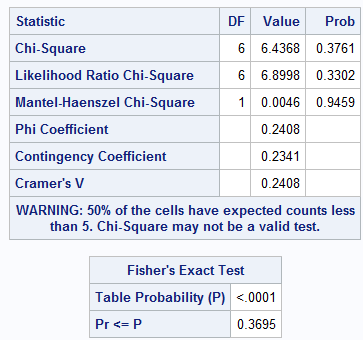 Statistic DF Value Prob
Chi-Square 6 6.4368 0.3761
Likelihood Ratio Chi-Square 6 6.8998 0.3302
Mantel-Haenszel Chi-Square 1 0.0046 0.9459
Phi Coefficient 0.2408
Contingency Coefficient 0.2341
Cramer's V 0.2408
WARNING: 50% of the cells have expected counts less
than 5. Chi-Square may not be a valid test.
Fisher's Exact Test
Table Probability (P) <.0001
Pr <= P 0.3695